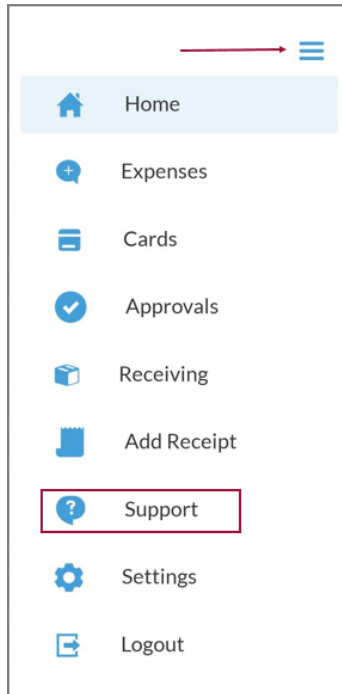 Home
Expenses
Cards
Approvals
Receiving
Add Receipt
Support
Settings
Logout